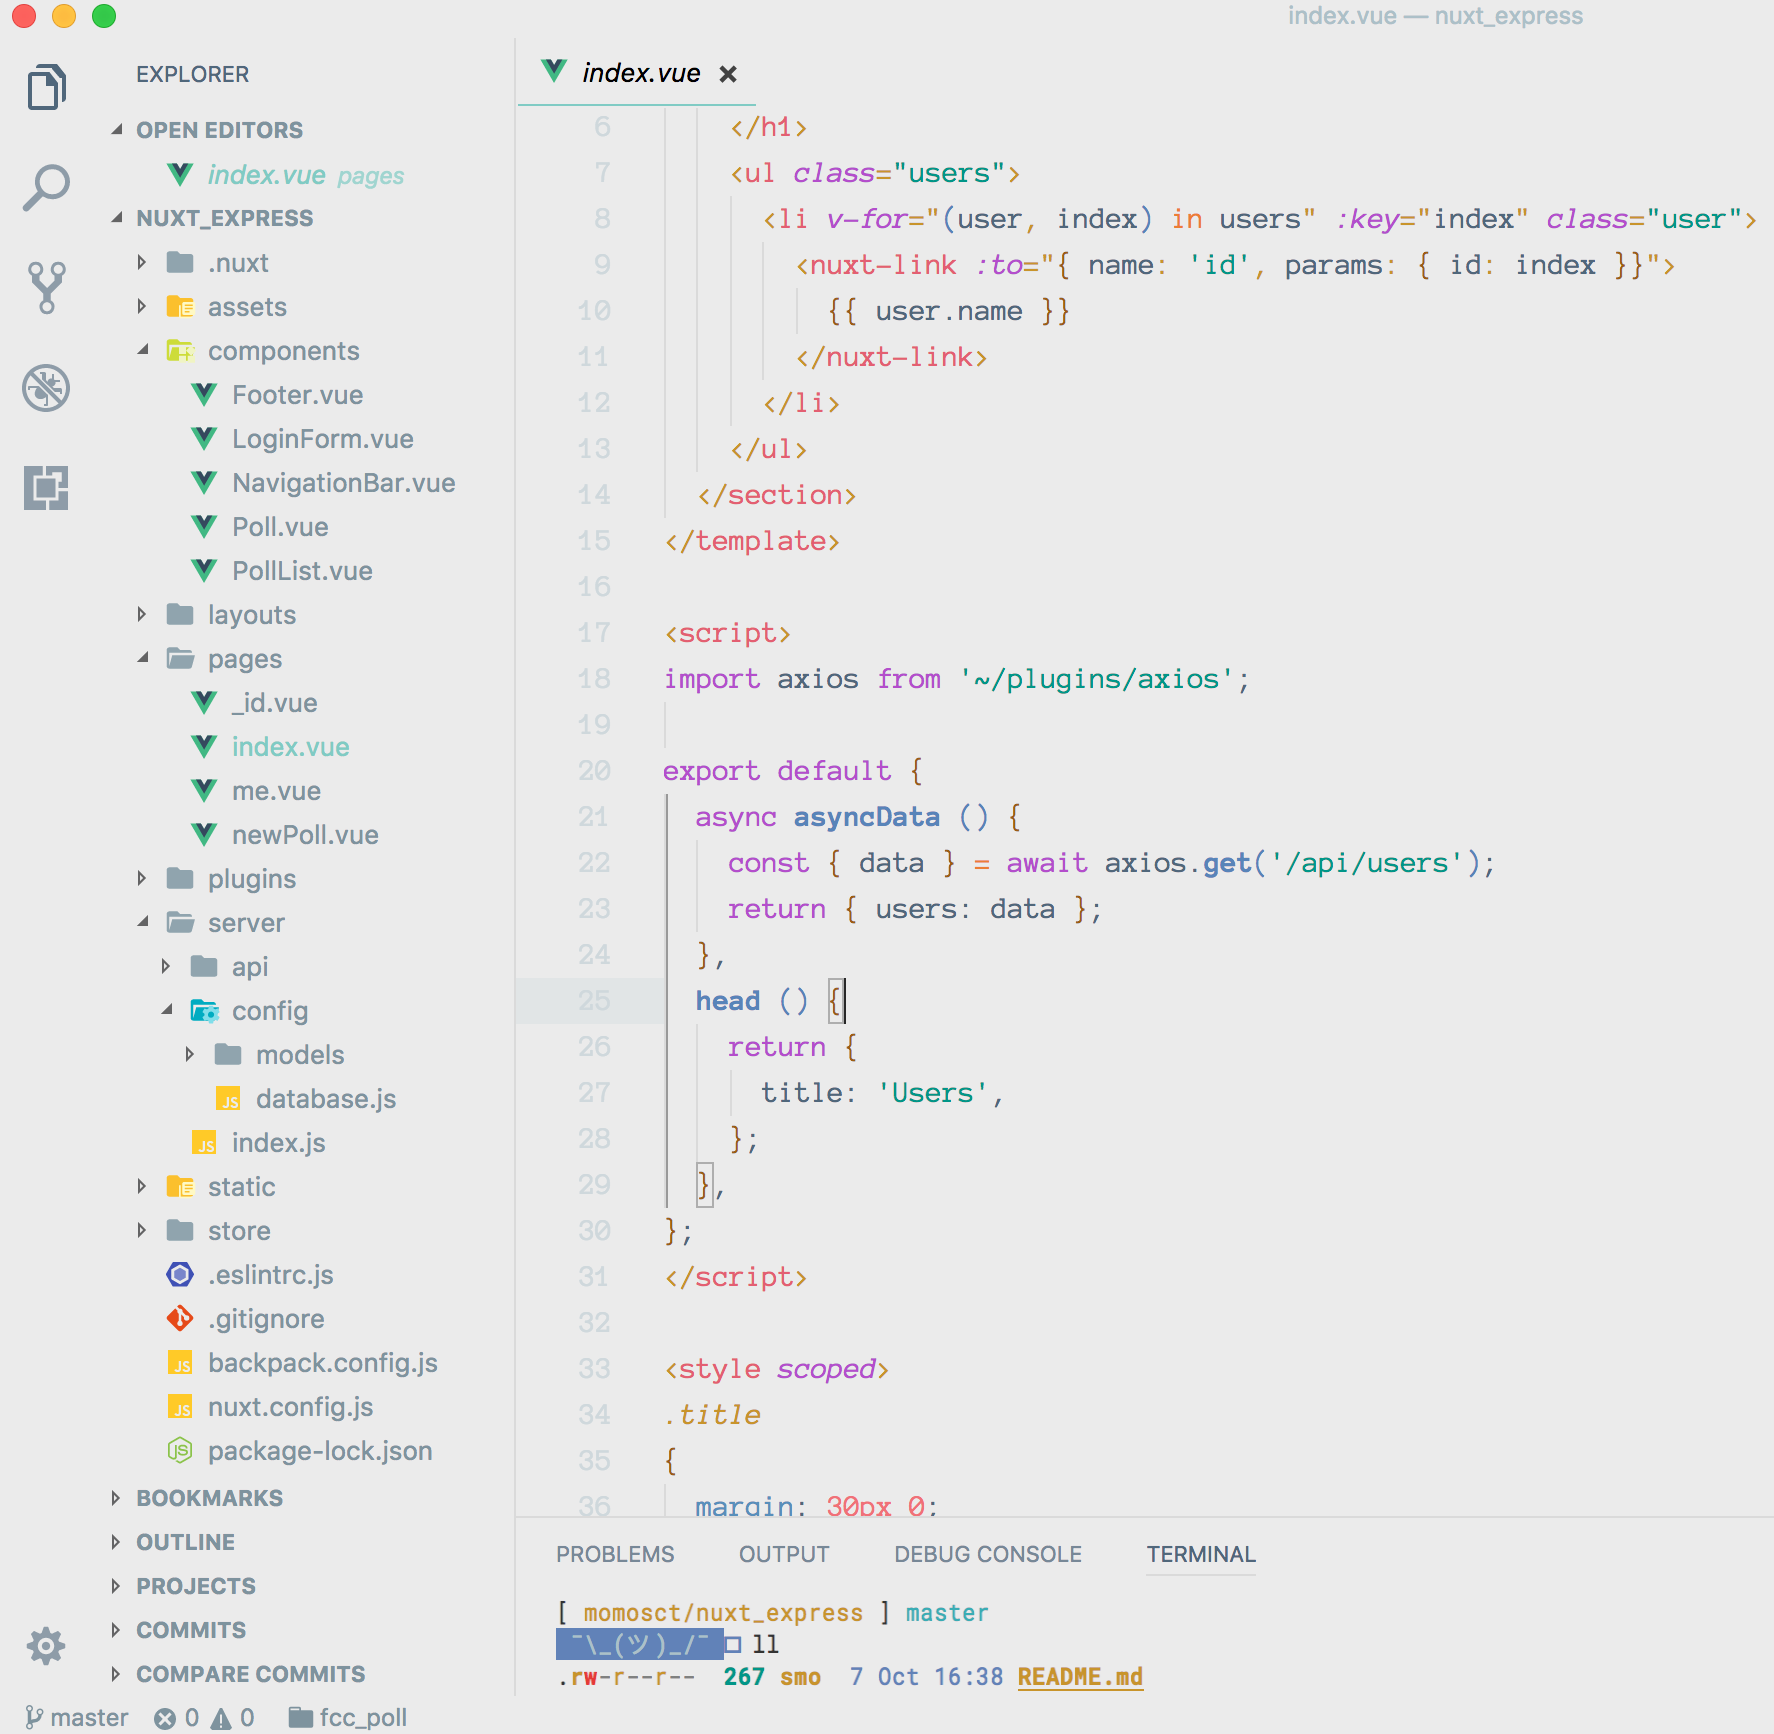 index.vue — nuxt_express
EXPLORER
OPEN EDITORS
index.vue pages
NUXT_EXPRESS
.nuxt
assets
components
Footer.vue
LoginForm.vue
NavigationBar.vue
Poll.vue
PollList.vue
layouts
pages
_id.vue
index.vue
me.vue
newPoll.vue
plugins
server
api
config
models
database.js
index.js
static
store
.eslintrc.js
.gitignore
backpack.config.js
nuxt.config.js
package-lock.json
BOOKMARKS
OUTLINE
PROJECTS
COMMITS
COMPARE COMMITS
index.vue ×
6 </h1>
7 <ul class="users">
8 <li v-for="(user, index) in users" :key="index" class="user">
9 <nuxt-link :to="{ name: 'id', params: { id: index }}">
10 {{ user.name }}
11 </nuxt-link>
12 </li>
13 </ul>
14 </section>
15 </template>
16
17 <script>
18 import axios from '~/plugins/axios';
19
20 export default {
21 async asyncData () {
22 const { data } = await axios.get('/api/users');
23 return { users: data };
24 },
25 head () {
26 return {
27 title: 'Users',
28 };
29 },
30 };
31 </script>
32
33 <style scoped>
34 .title
35 {
36 margin: 30px 0;
PROBLEMS OUTPUT DEBUG CONSOLE TERMINAL
[ momosct/nuxt_express ] master
¯\_(ツ)_/¯ ll
.rw-r--r-- 267 smo 7 Oct 16:38 README.md
master 0 0 fcc_poll